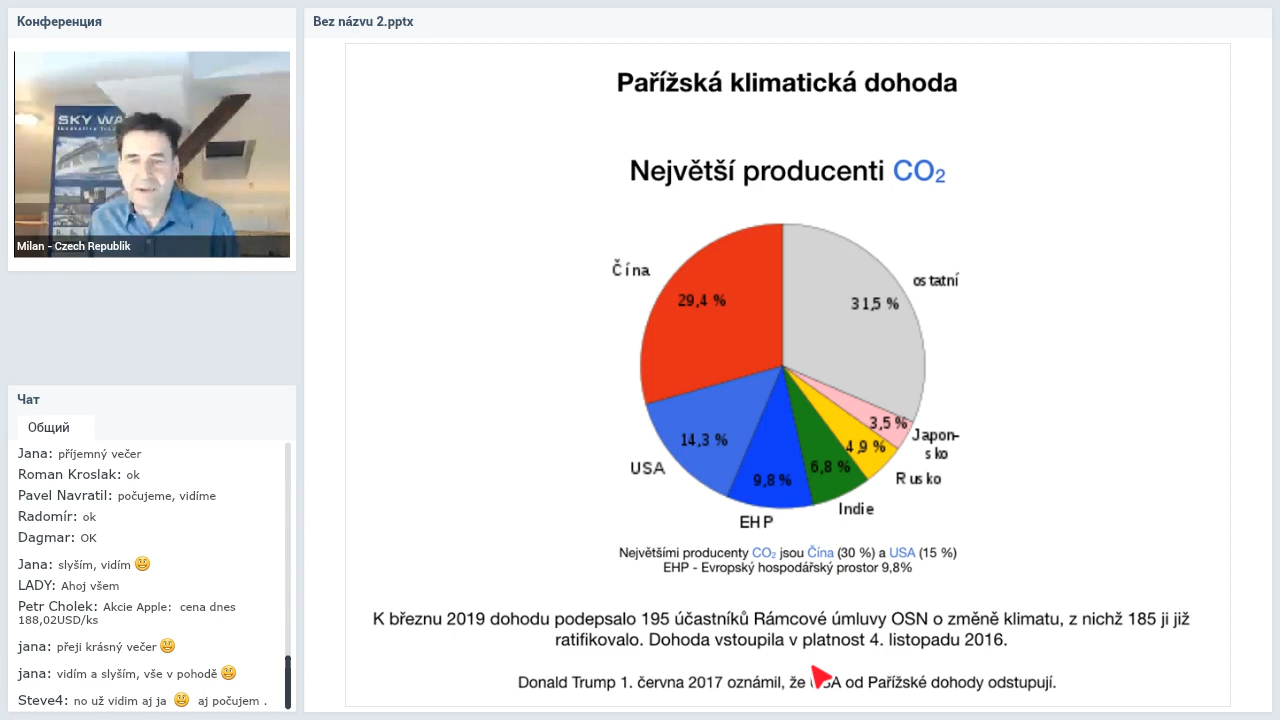 Конференция
SKY WA
Milan - Czech Republik
Чат
Общий
Jana: příjemný večer
Roman Kroslak: ok
Pavel Navratil: počujeme, vidíme
Radomír: ok
Dagmar: OK
Jana: slyším, vidím
LADY: Ahoj všem
Petr Cholek: Akcie Apple: cena dnes
188,02USD/ks
jana: přeji krásný večer
jana: vidím a slyším, vše v pohodě
Steve4: no už vidim aj ja aj počujem .
Bez názvu 2.pptx
Pařížská klimatická dohoda
Největší producenti CO₂
Čína
29,4 %
ostatní
31,5 %
Japon-
sko
3,5 %
Rusko
4,9 %
Indie
6,8 %
EHP
9,8 %
USA
14,3 %
Největšími producenty CO₂ jsou Čína (30 %) a USA (15 %)
EHP - Evropský hospodářský prostor 9,8%
K březnu 2019 dohodu podepsalo 195 účastníků Rámcové úmluvy OSN o změně klimatu, z nichž 185 ji již
ratifikovalo. Dohoda vstoupila v platnost 4. listopadu 2016.
Donald Trump 1. června 2017 oznámil, že USA od Pařížské dohody odstupují.